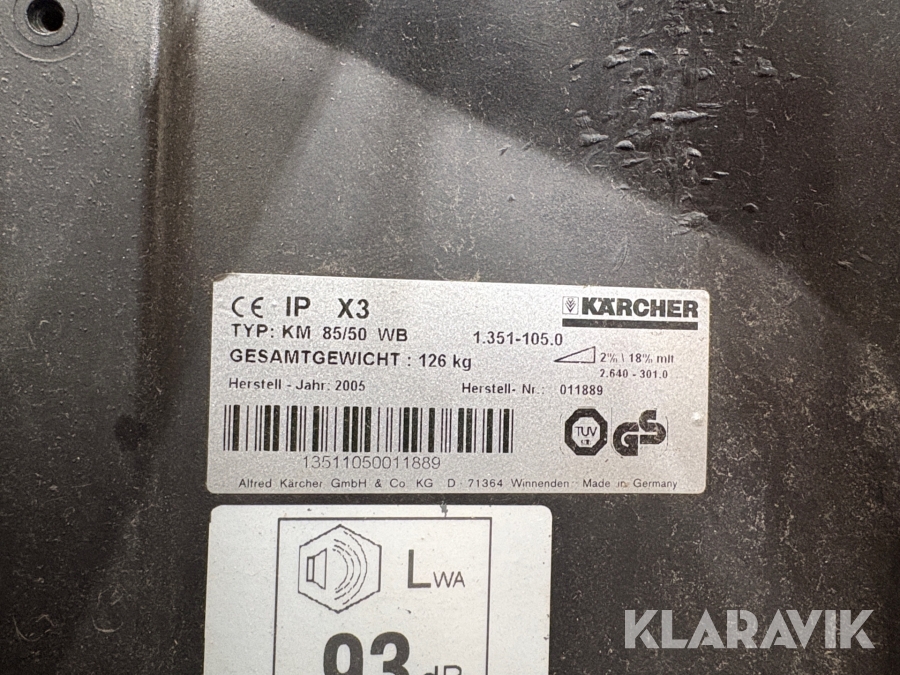 CE IP X3
KÄRCHER
TYP: KM 85/50 WB 1.351-105.0
GESAMTGEWICHT : 126 kg
2% \ 18% mit
2.640 - 301.0
Herstell - Jahr: 2005 Herstell- Nr.: 011889
TÜV
GS
13511050011889
Alfred Kärcher GmbH & Co. KG D - 71364 Winnenden Made in Germany
LWA
93 dB
KLARAVIK